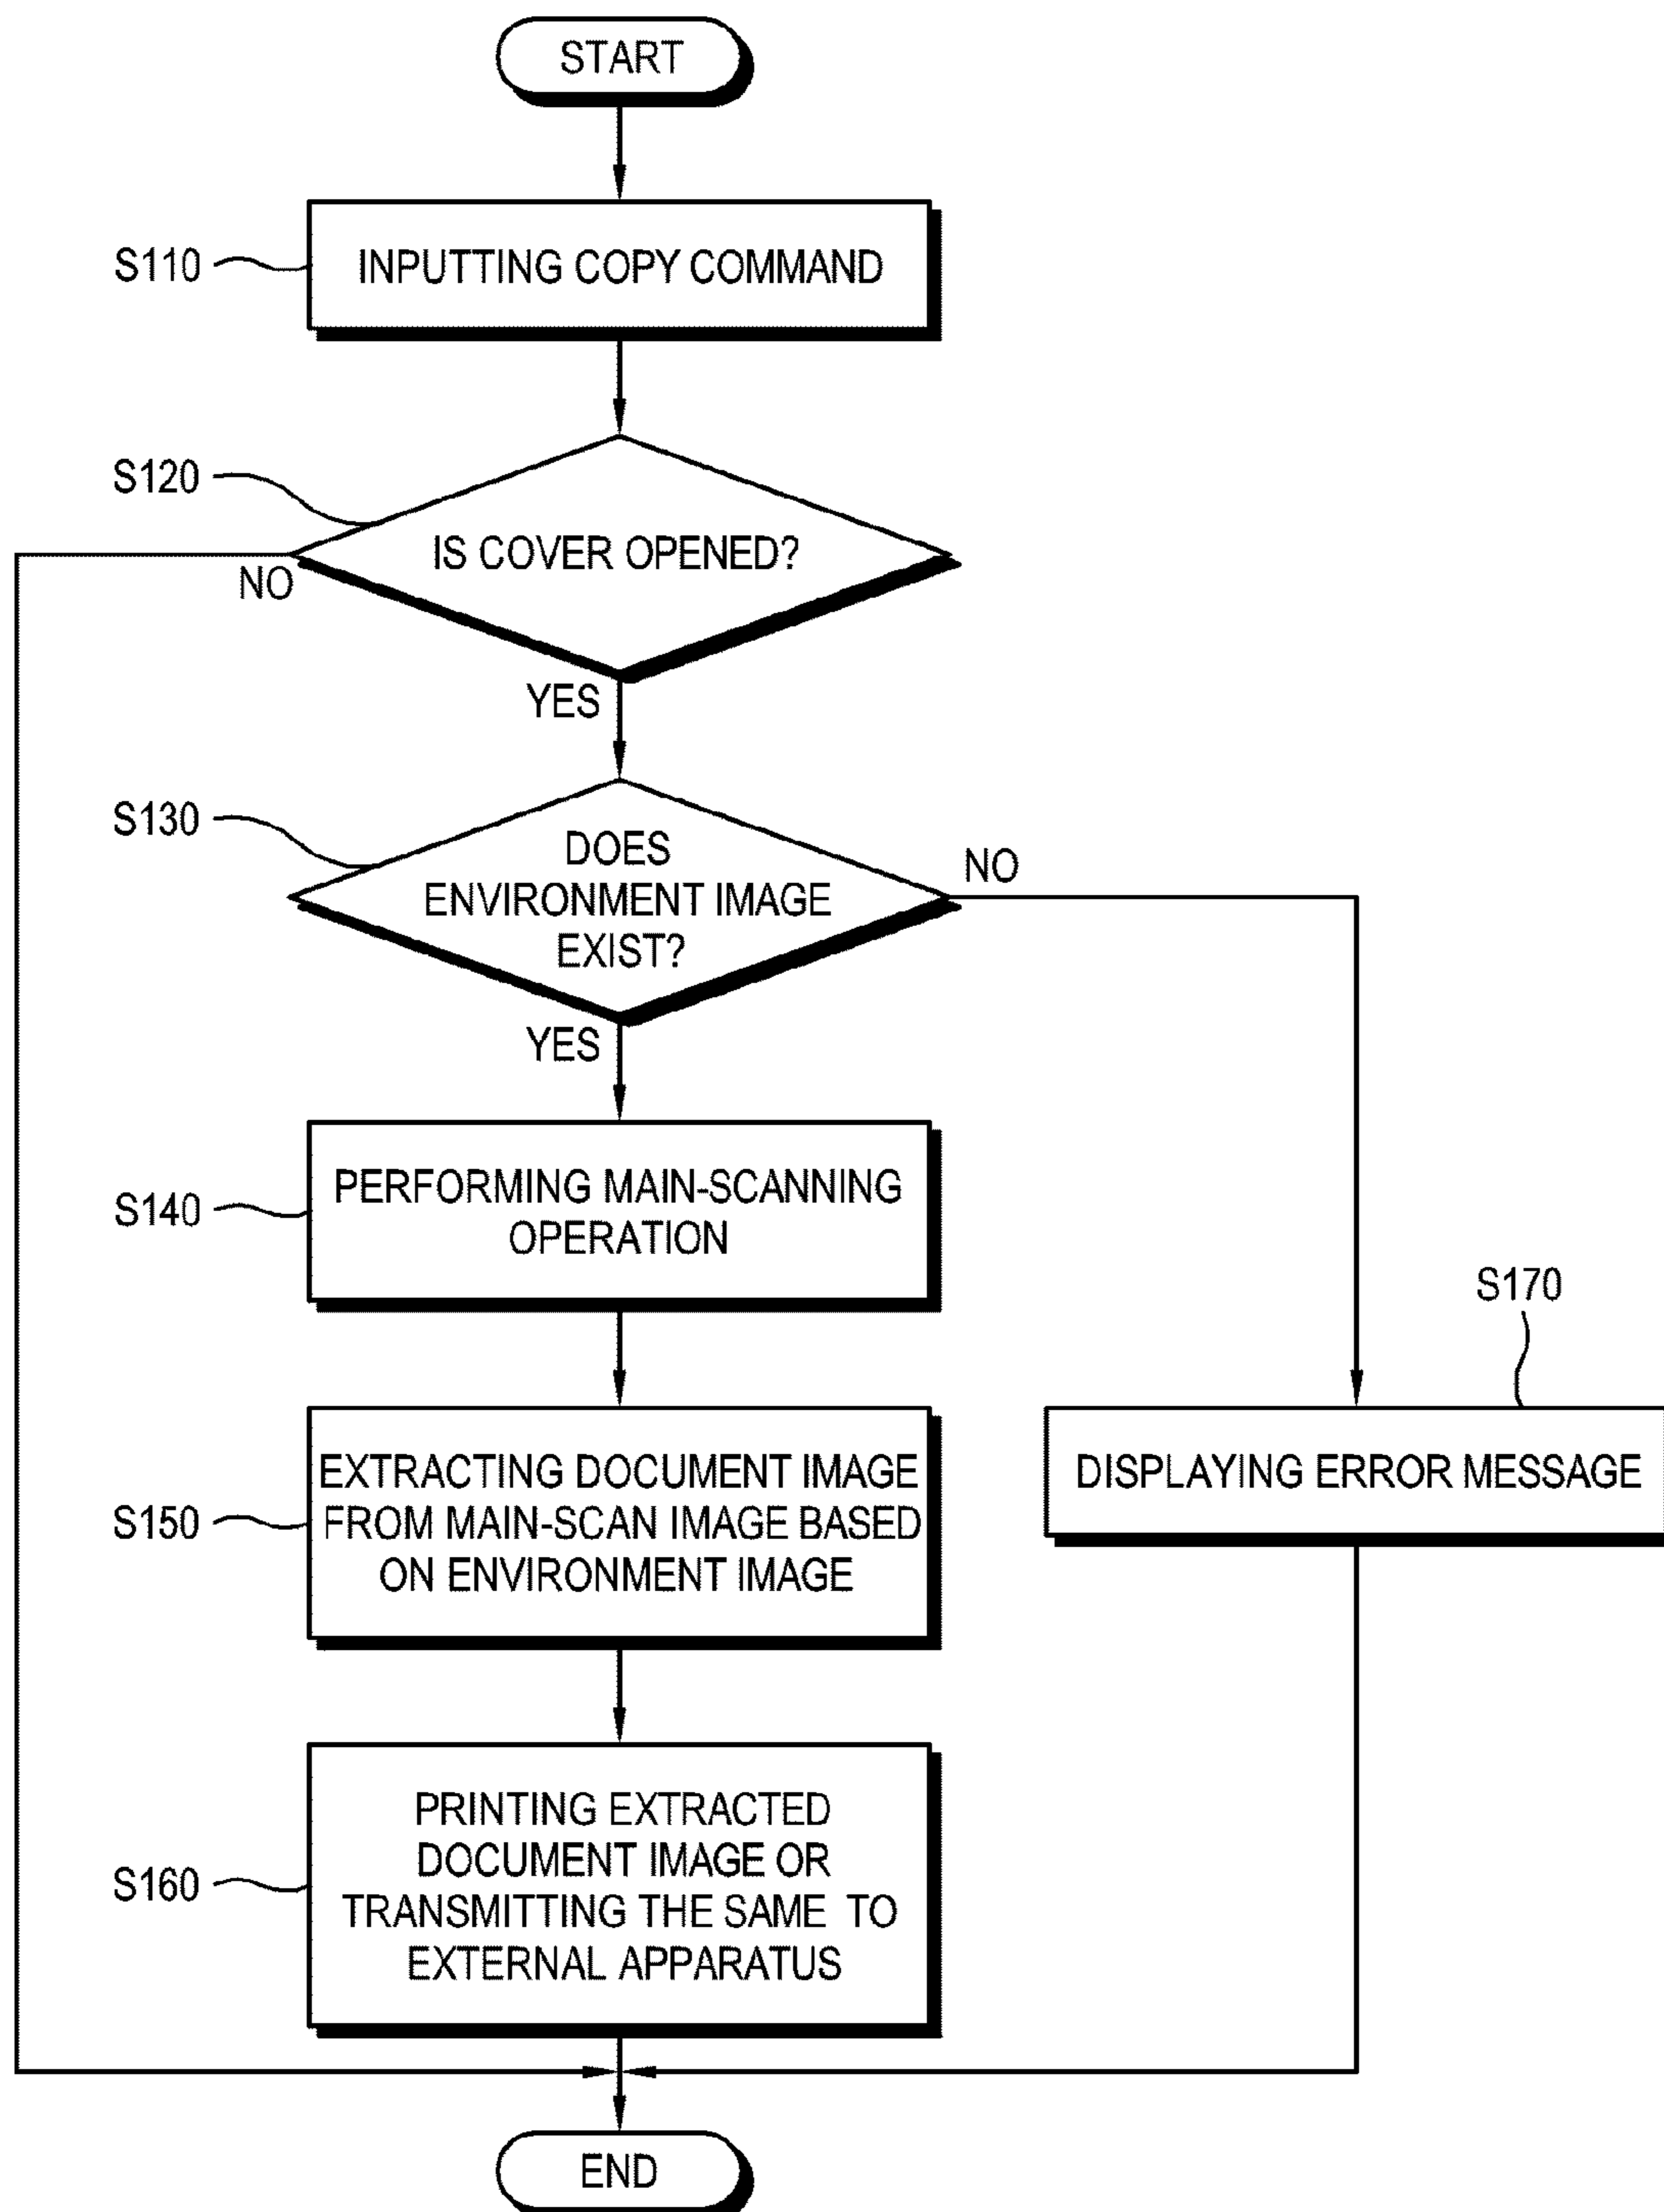 START
S110
INPUTTING COPY COMMAND
S120
IS COVER OPENED?
NO
YES
S130
DOES
ENVIRONMENT IMAGE
EXIST?
NO
YES
S140
PERFORMING MAIN-SCANNING
OPERATION
S170
DISPLAYING ERROR MESSAGE
S150
EXTRACTING DOCUMENT IMAGE
FROM MAIN-SCAN IMAGE BASED
ON ENVIRONMENT IMAGE
S160
PRINTING EXTRACTED
DOCUMENT IMAGE OR
TRANSMITTING THE SAME TO
EXTERNAL APPARATUS
END